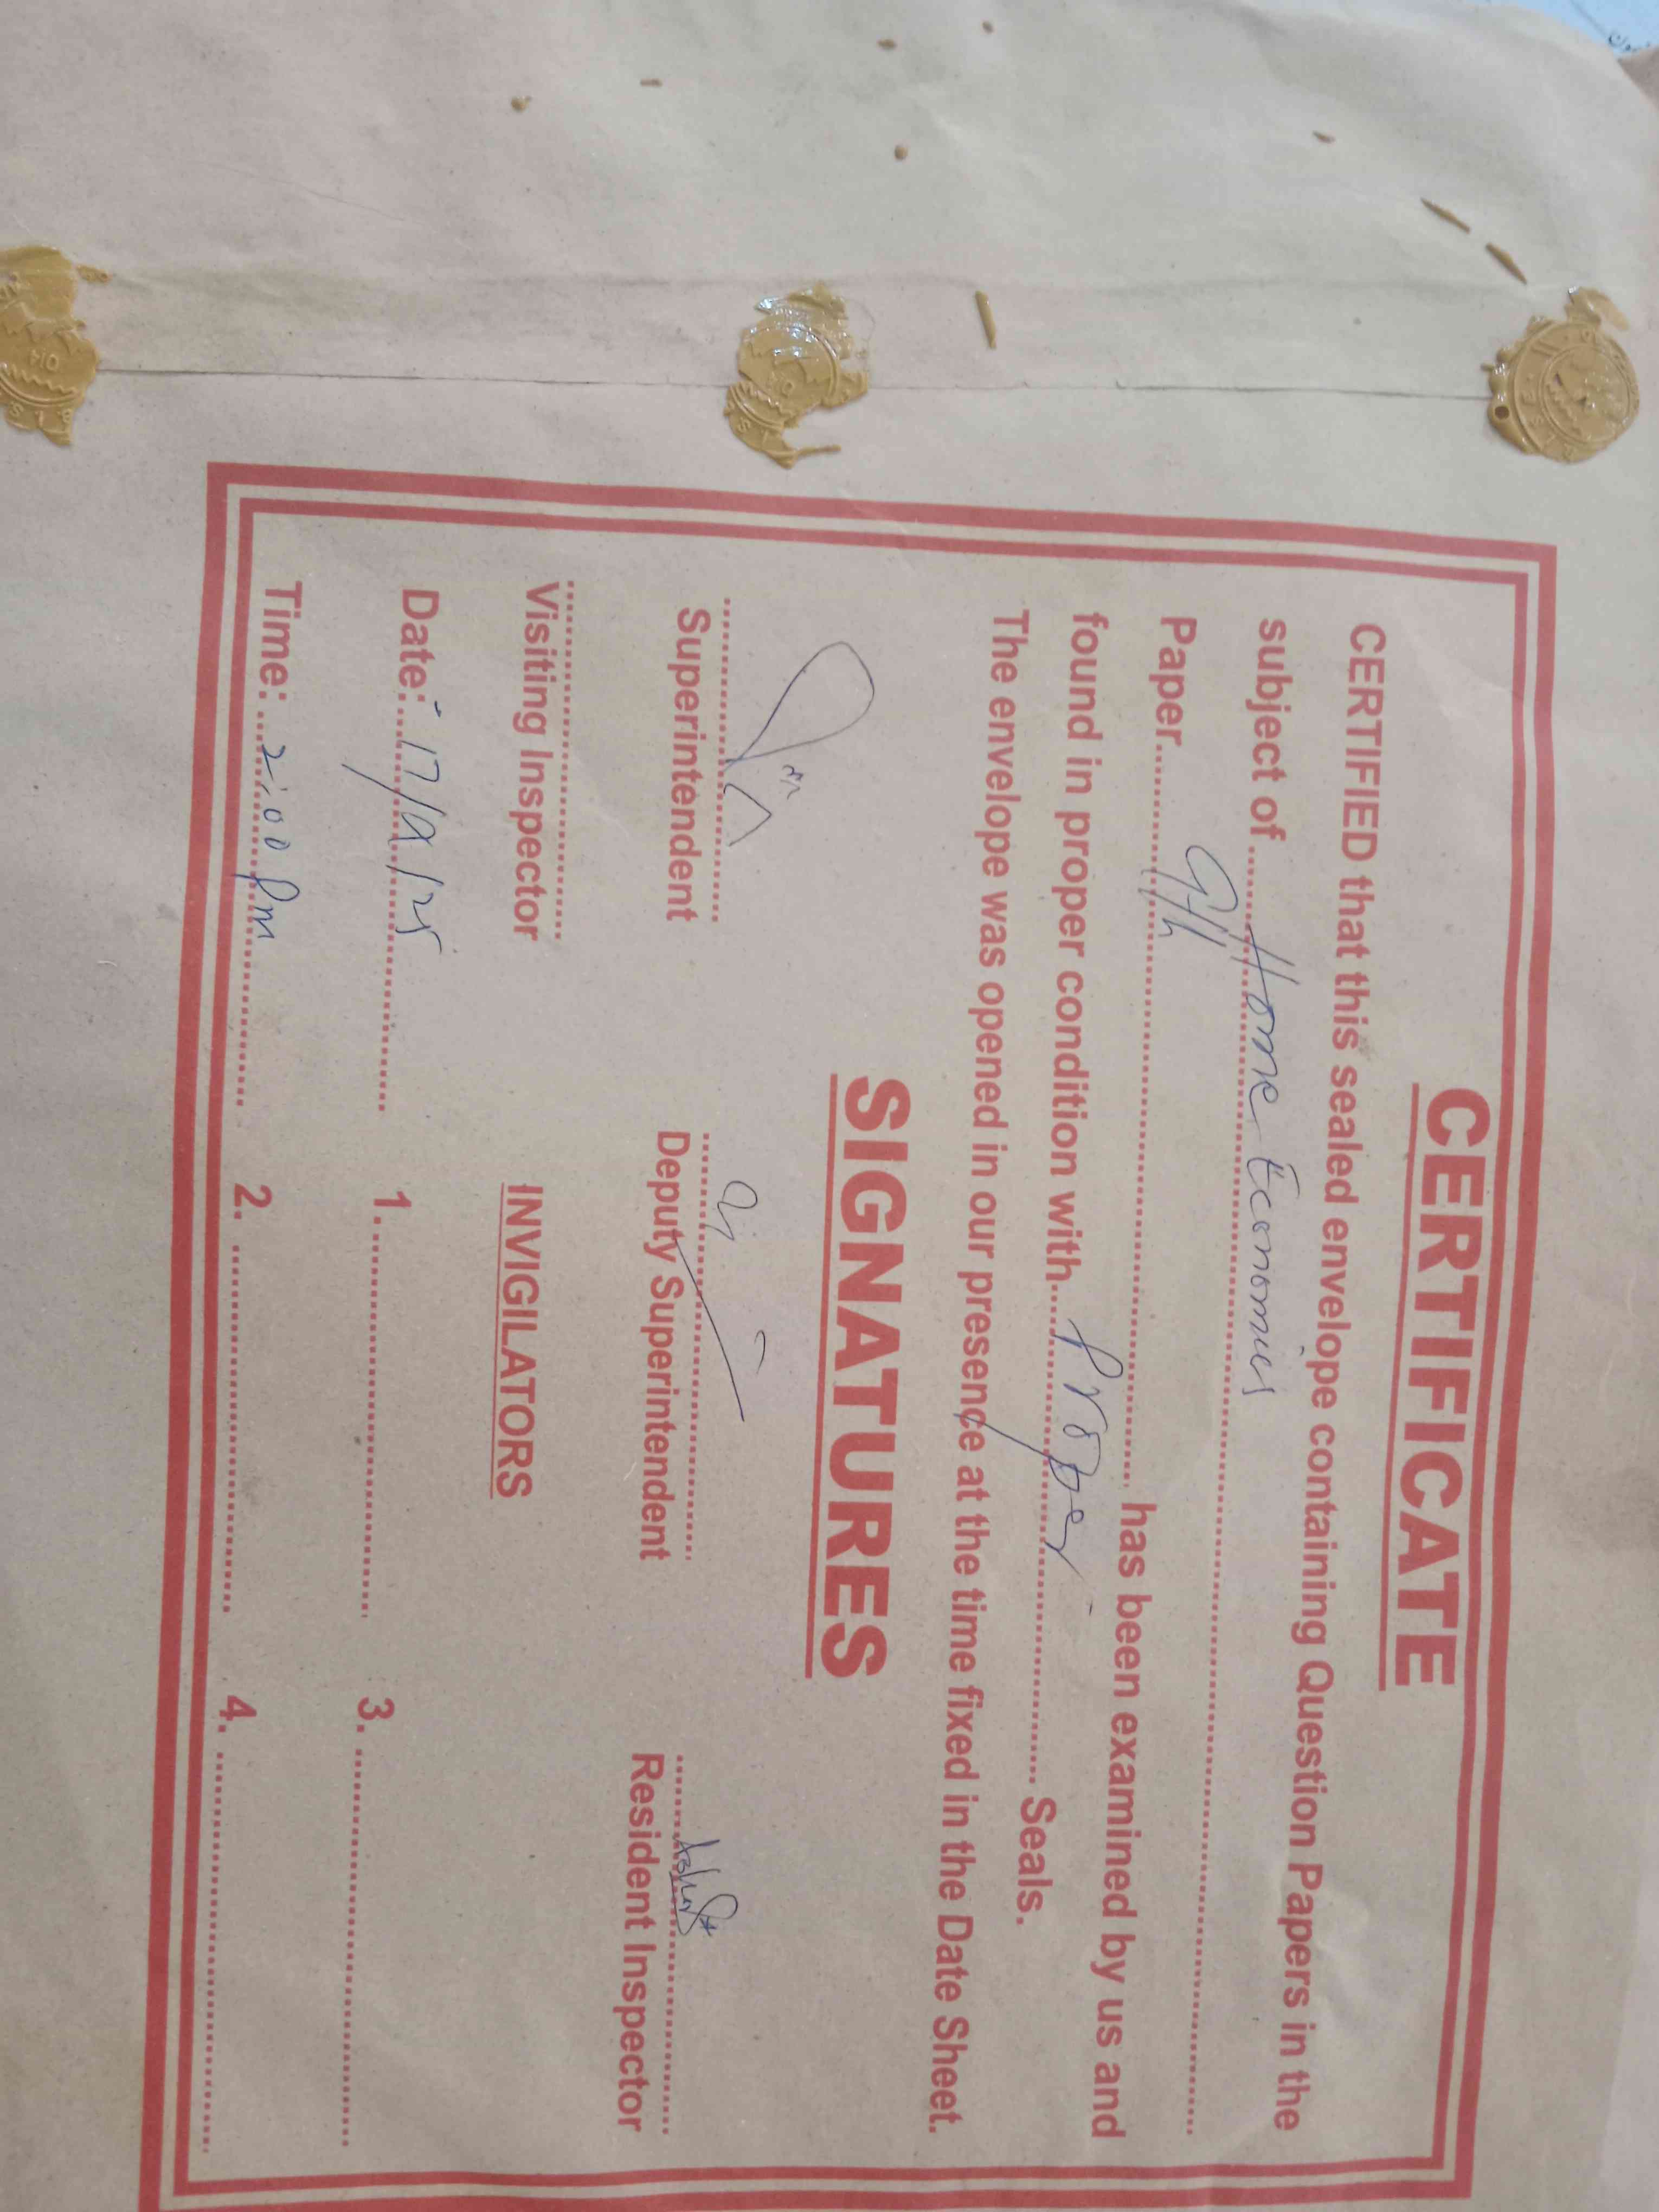 CERTIFICATE
CERTIFIED that this sealed envelope containing Question Papers in the
subject of Home Economics
Paper 9th has been examined by us and
found in proper condition with Proper Seals.
The envelope was opened in our presence at the time fixed in the Date Sheet.
SIGNATURES
Superintendent Deputy Superintendent Resident Inspector
Visiting Inspector INVIGILATORS
Date: 17/9/25 1. 3.
Time: 2:00 Pm 2. 4.